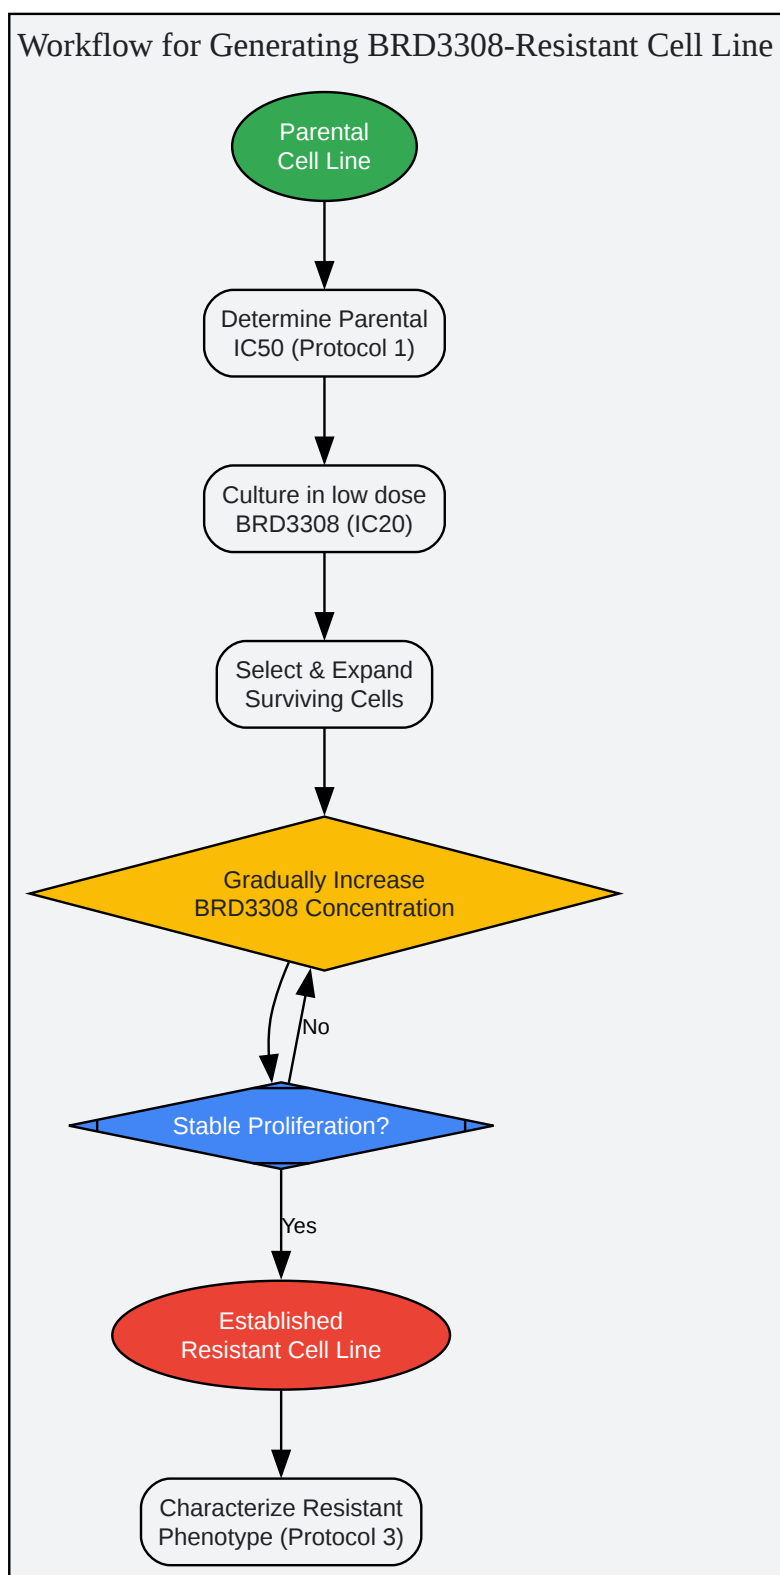 Workflow for Generating BRD3308-Resistant Cell Line
Parental
Cell Line
Determine Parental
IC50 (Protocol 1)
Culture in low dose
BRD3308 (IC20)
Select & Expand
Surviving Cells
Gradually Increase
BRD3308 Concentration
No
Stable Proliferation?
Yes
Established
Resistant Cell Line
Characterize Resistant
Phenotype (Protocol 3)